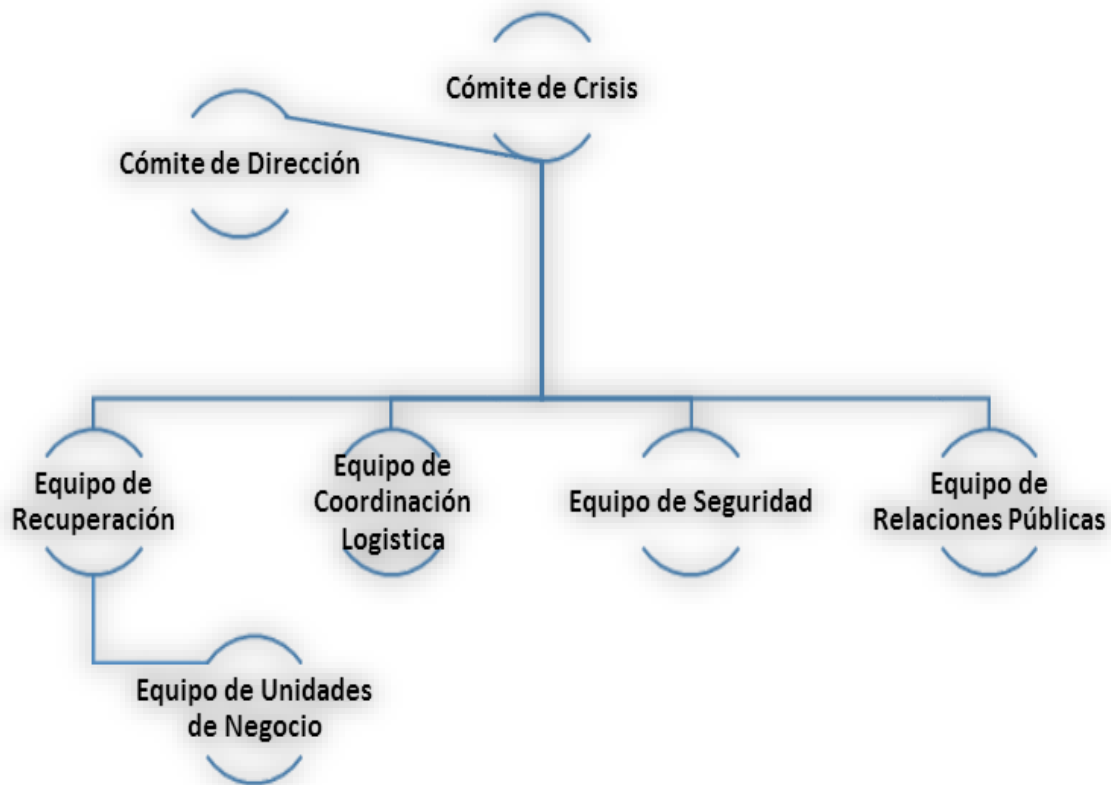 Cómite de Crisis
Cómite de Dirección
Equipo de
Recuperación
Equipo de
Coordinación
Logistica
Equipo de Seguridad
Equipo de
Relaciones Públicas
Equipo de Unidades
de Negocio